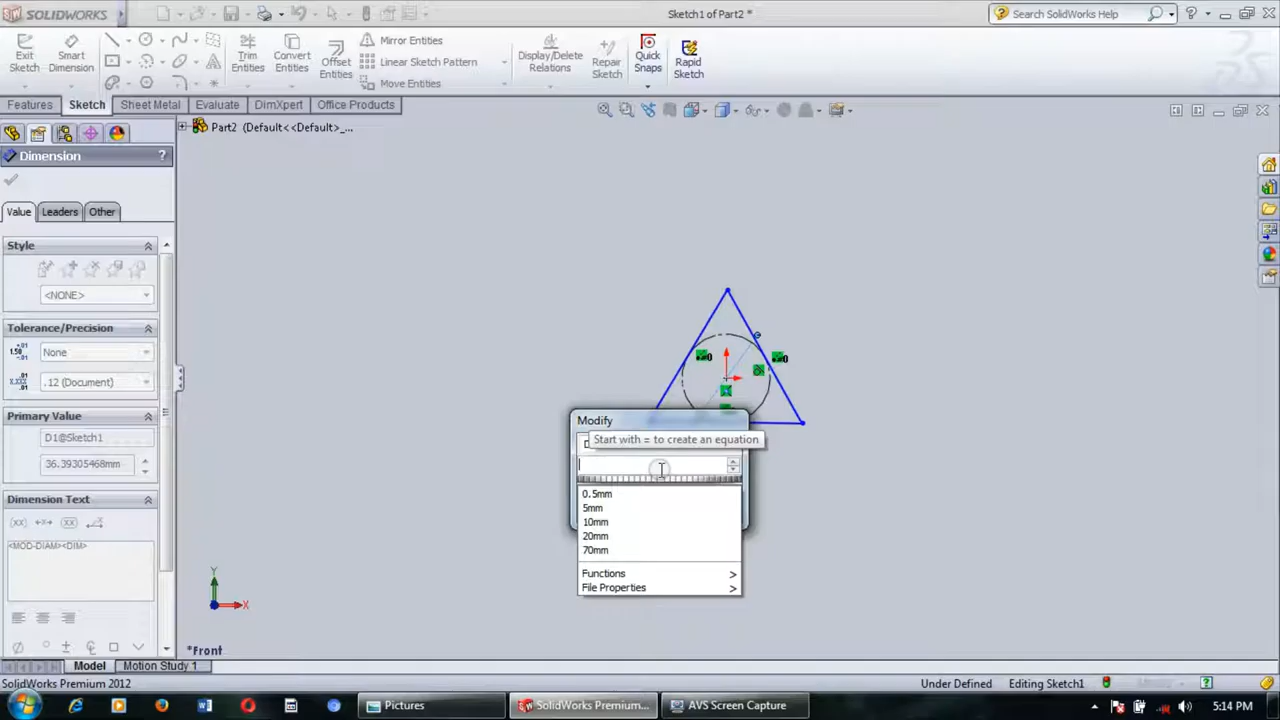 SOLIDWORKS
Sketch1 of Part2 *
Search SolidWorks Help
Exit Sketch
Smart Dimension
Trim Entities
Convert Entities
Offset Entities
Mirror Entities
Linear Sketch Pattern
Move Entities
Display/Delete Relations
Repair Sketch
Quick Snaps
Rapid Sketch
Features
Sketch
Sheet Metal
Evaluate
DimXpert
Office Products
Part2 (Default<<Default>_...
Dimension
?
Value
Leaders
Other
Style
<NONE>
Tolerance/Precision
None
.12 (Document)
Primary Value
D1@Sketch1
36.39305468mm
Dimension Text
<MOD-DIAM><DIM>
Modify
Start with = to create an equation
0.5mm
5mm
10mm
20mm
70mm
Functions >
File Properties >
Y
X
*Front
Model
Motion Study 1
SolidWorks Premium 2012
Under Defined
Editing Sketch1
Pictures
SolidWorks Premium...
AVS Screen Capture
5:14 PM